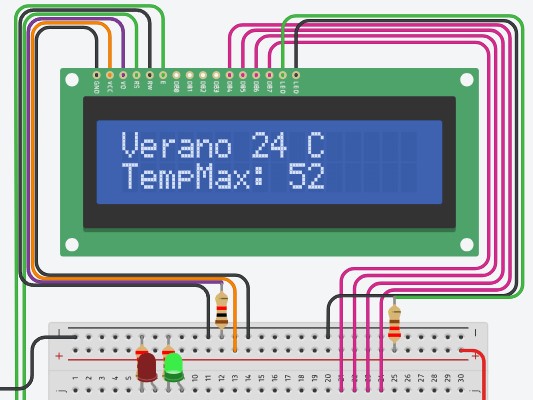 GND VCC VO RS RW E DB0 DB1 DB2 DB3 DB4 DB5 DB6 DB7 LED LED
Verano 24 C
TempMax: 52
1 2 3 4 5 6 7 8 9 10 11 12 13 14 15 16 17 18 19 20 21 22 23 24 25 26 27 28 29 30
j j